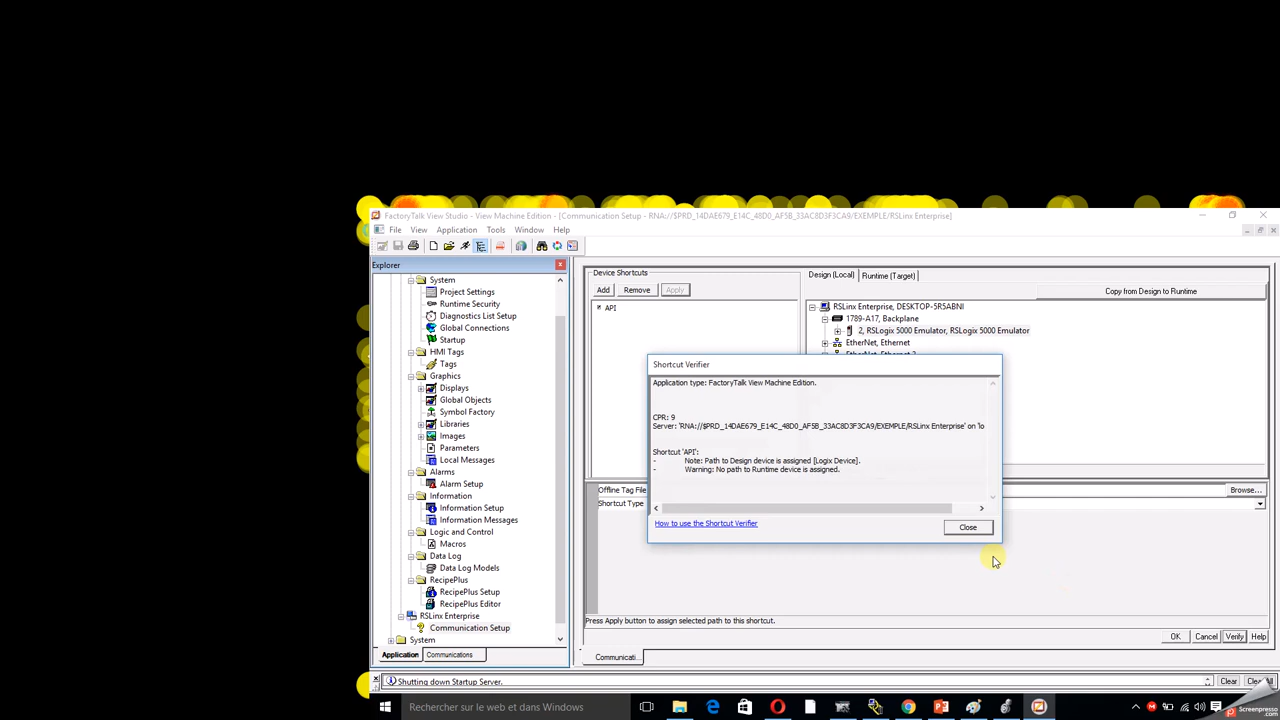 FactoryTalk View Studio - View Machine Edition - [Communication Setup - RNA://$PRD_14DAE679_E14C_48D0_AF5B_33AC8D3F3CA9/EXEMPLE/RSLinx Enterprise]
File View Application Tools Window Help
Explorer
System
Project Settings
Runtime Security
Diagnostics List Setup
Global Connections
Startup
HMI Tags
Tags
Graphics
Displays
Global Objects
Symbol Factory
Libraries
Images
Parameters
Local Messages
Alarms
Alarm Setup
Information
Information Setup
Information Messages
Logic and Control
Macros
Data Log
Data Log Models
RecipePlus
RecipePlus Setup
RecipePlus Editor
RSLinx Enterprise
Communication Setup
System
Application Communications
Device Shortcuts
Add Remove Apply
API
Design (Local) Runtime (Target)
Copy from Design to Runtime
RSLinx Enterprise, DESKTOP-5R5ABNI
1789-A17, Backplane
2, RSLogix 5000 Emulator, RSLogix 5000 Emulator
EtherNet, Ethernet
Shortcut Verifier
Application type: FactoryTalk View Machine Edition.
CPR: 9
Server: 'RNA://$PRD_14DAE679_E14C_48D0_AF5B_33AC8D3F3CA9/EXEMPLE/RSLinx Enterprise' on 'lo
Shortcut 'API':
- Note: Path to Design device is assigned [Logix Device].
- Warning: No path to Runtime device is assigned.
How to use the Shortcut Verifier
Close
Offline Tag File
Browse...
Shortcut Type
Press Apply button to assign selected path to this shortcut.
OK Cancel Verify Help
Communicati...
Shutting down Startup Server.
Clear Clear All
Rechercher sur le web et dans Windows
Screenpresso
.com